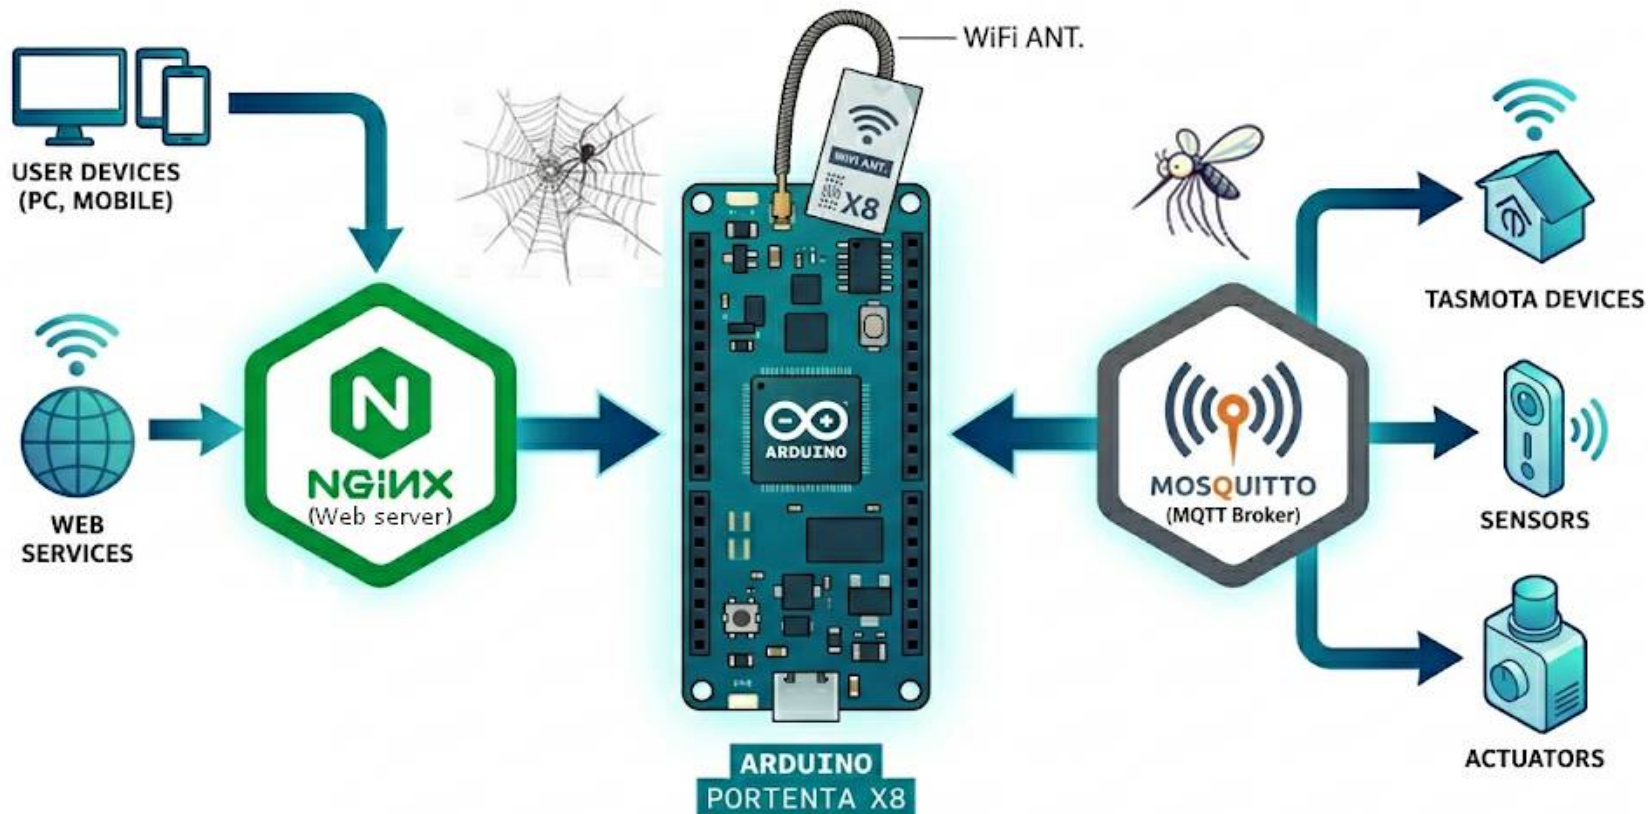 WiFi ANT.
USER DEVICES
(PC, MOBILE)
WiFi ANT.
X8
TASMOTA DEVICES
ARDUINO
NGINX
(Web server)
MOSQUITTO
(MQTT Broker)
WEB
SERVICES
SENSORS
ARDUINO
PORTENTA X8
ACTUATORS